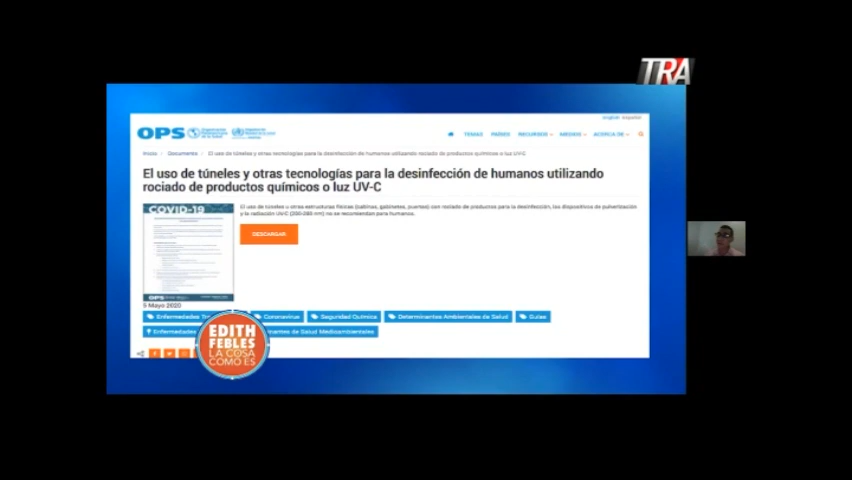 TRA
English Español
OPS
TEMAS PAÍSES RECURSOS MEDIOS ACERCA DE
Inicio / Documentos / El uso de túneles y otras tecnologías para la desinfección de humanos utilizando rociado de productos químicos o luz UV-C
El uso de túneles y otras tecnologías para la desinfección de humanos utilizando
rociado de productos químicos o luz UV-C
COVID-19
El uso de túneles u otras estructuras físicas (cabinas, gabinetes, puertas) con rociado de productos para la desinfección, los dispositivos de pulverización
y la radiación UV-C (200-280 nm) no se recomiendan para humanos.
DESCARGAR
OPS
5 Mayo 2020
Enfermedades Coronavirus Seguridad Química Determinantes Ambientales de Salud Guías
Enfermedades de Salud Medioambientales
EDITH
FEBLES
LA COSA
COMO ES